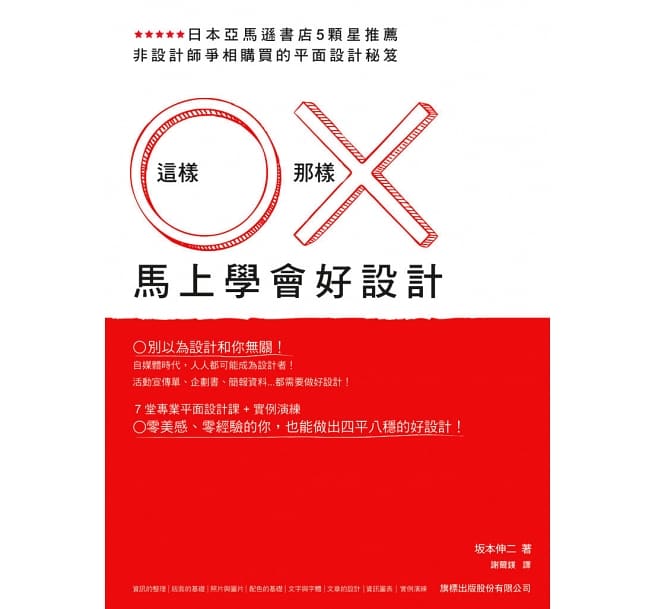 ★★★★★日本亞馬遜書店5顆星推薦
非設計師爭相購買的平面設計秘笈
這樣 那樣
馬上學會好設計
〇別以為設計和你無關！
自媒體時代，人人都可能成為設計者！
活動宣傳單、企劃書、簡報資料...都需要做好設計！
7 堂專業平面設計課 + 實例演練
〇零美感、零經驗的你，也能做出四平八穩的好設計！
坂本伸二 著
謝薾鎂 譯
資訊的整理｜版面的基礎｜照片與圖片｜配色的基礎｜文字與字體｜文章的設計｜資訊圖表｜實例演練
旗標出版股份有限公司